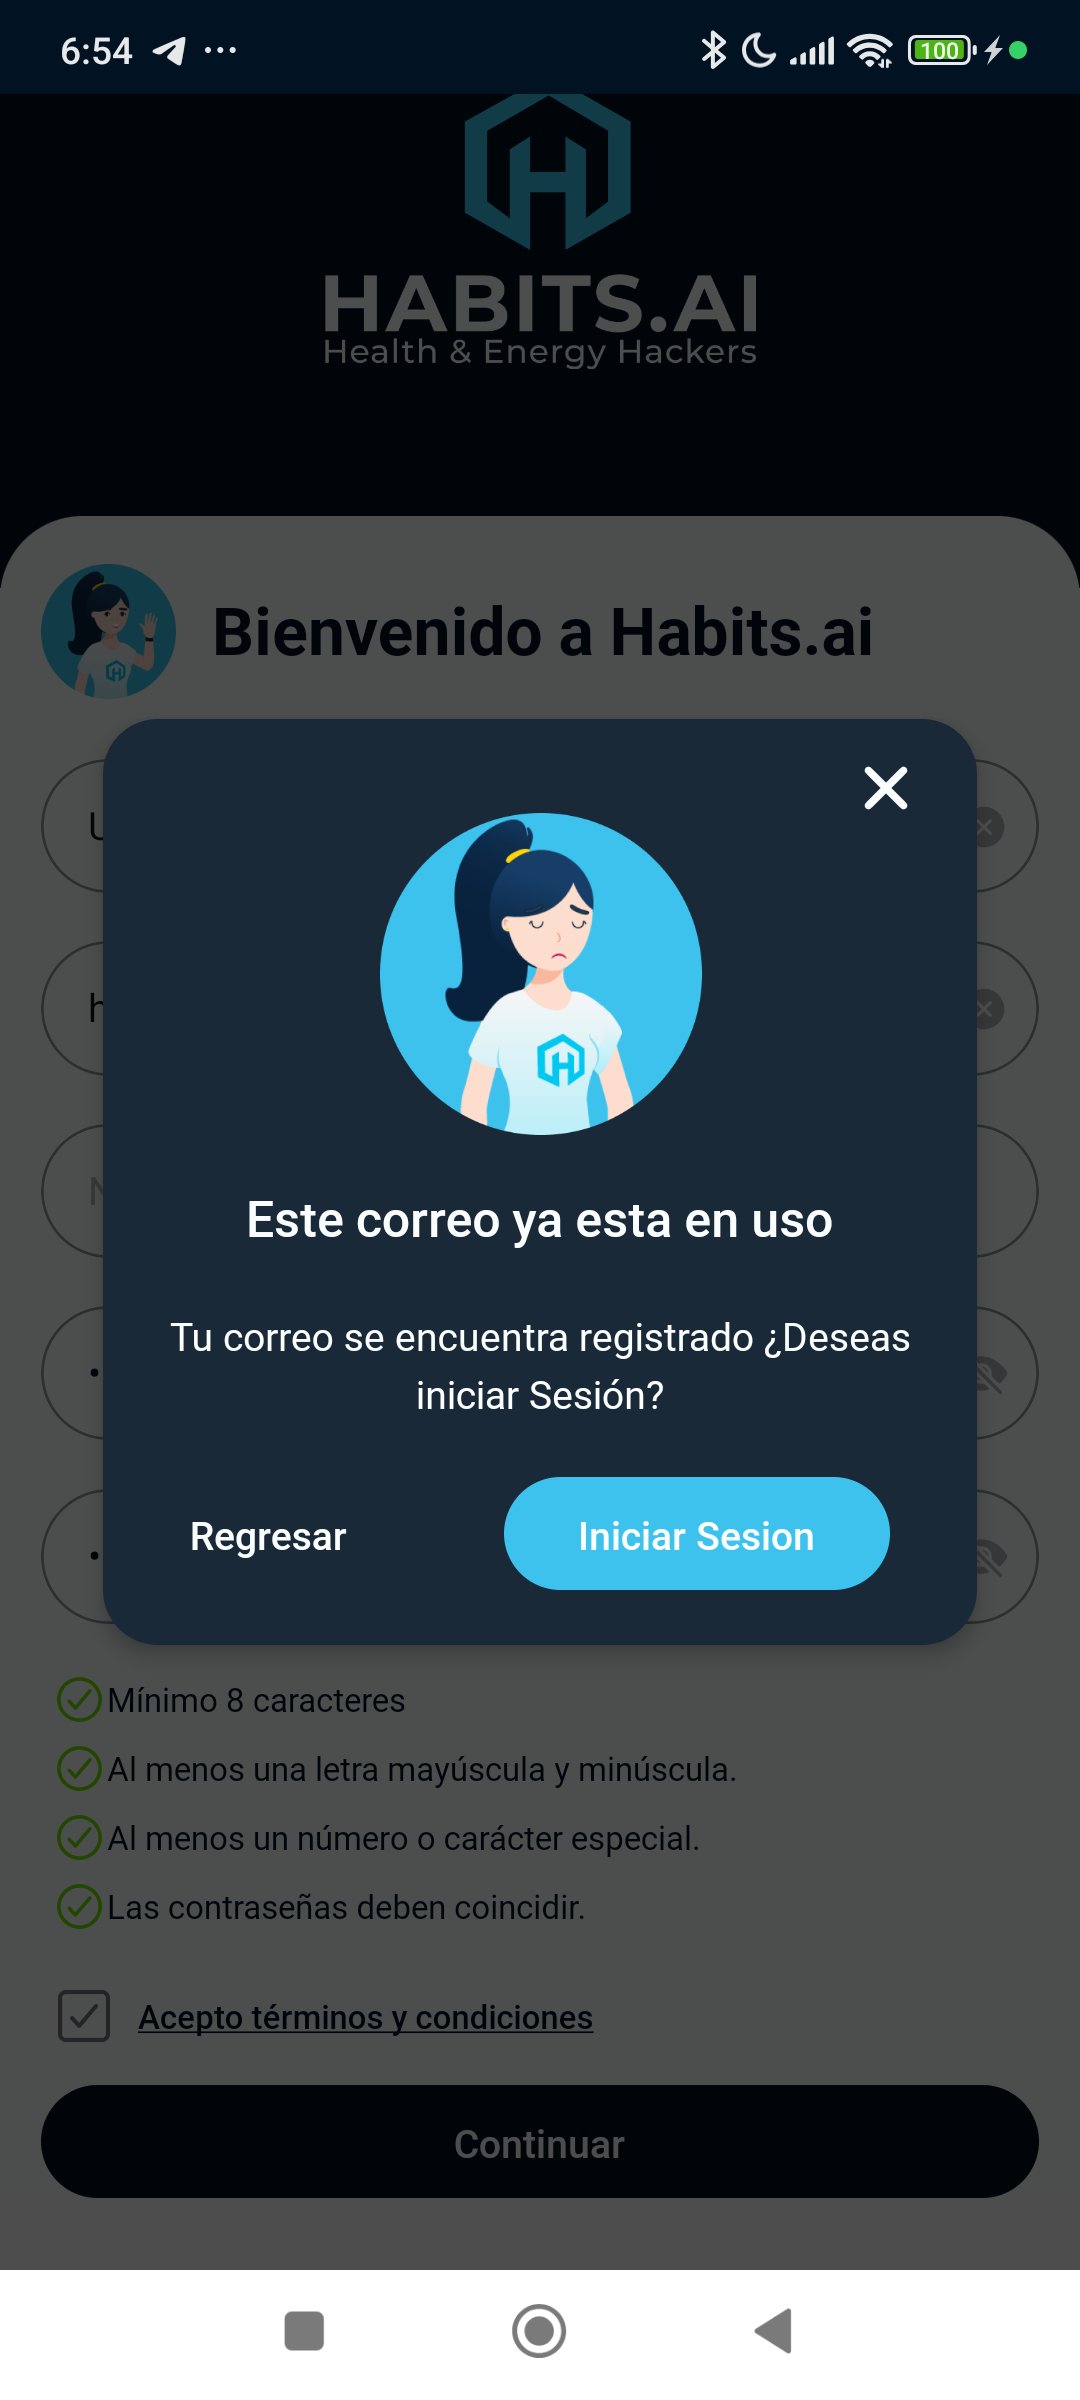 6:54
100
HABITS.AI
Health & Energy Hackers
Bienvenido a Habits.ai
Este correo ya esta en uso
Tu correo se encuentra registrado ¿Deseas
iniciar Sesión?
Regresar
Iniciar Sesion
Mínimo 8 caracteres
Al menos una letra mayúscula y minúscula.
Al menos un número o carácter especial.
Las contraseñas deben coincidir.
Acepto términos y condiciones
Continuar